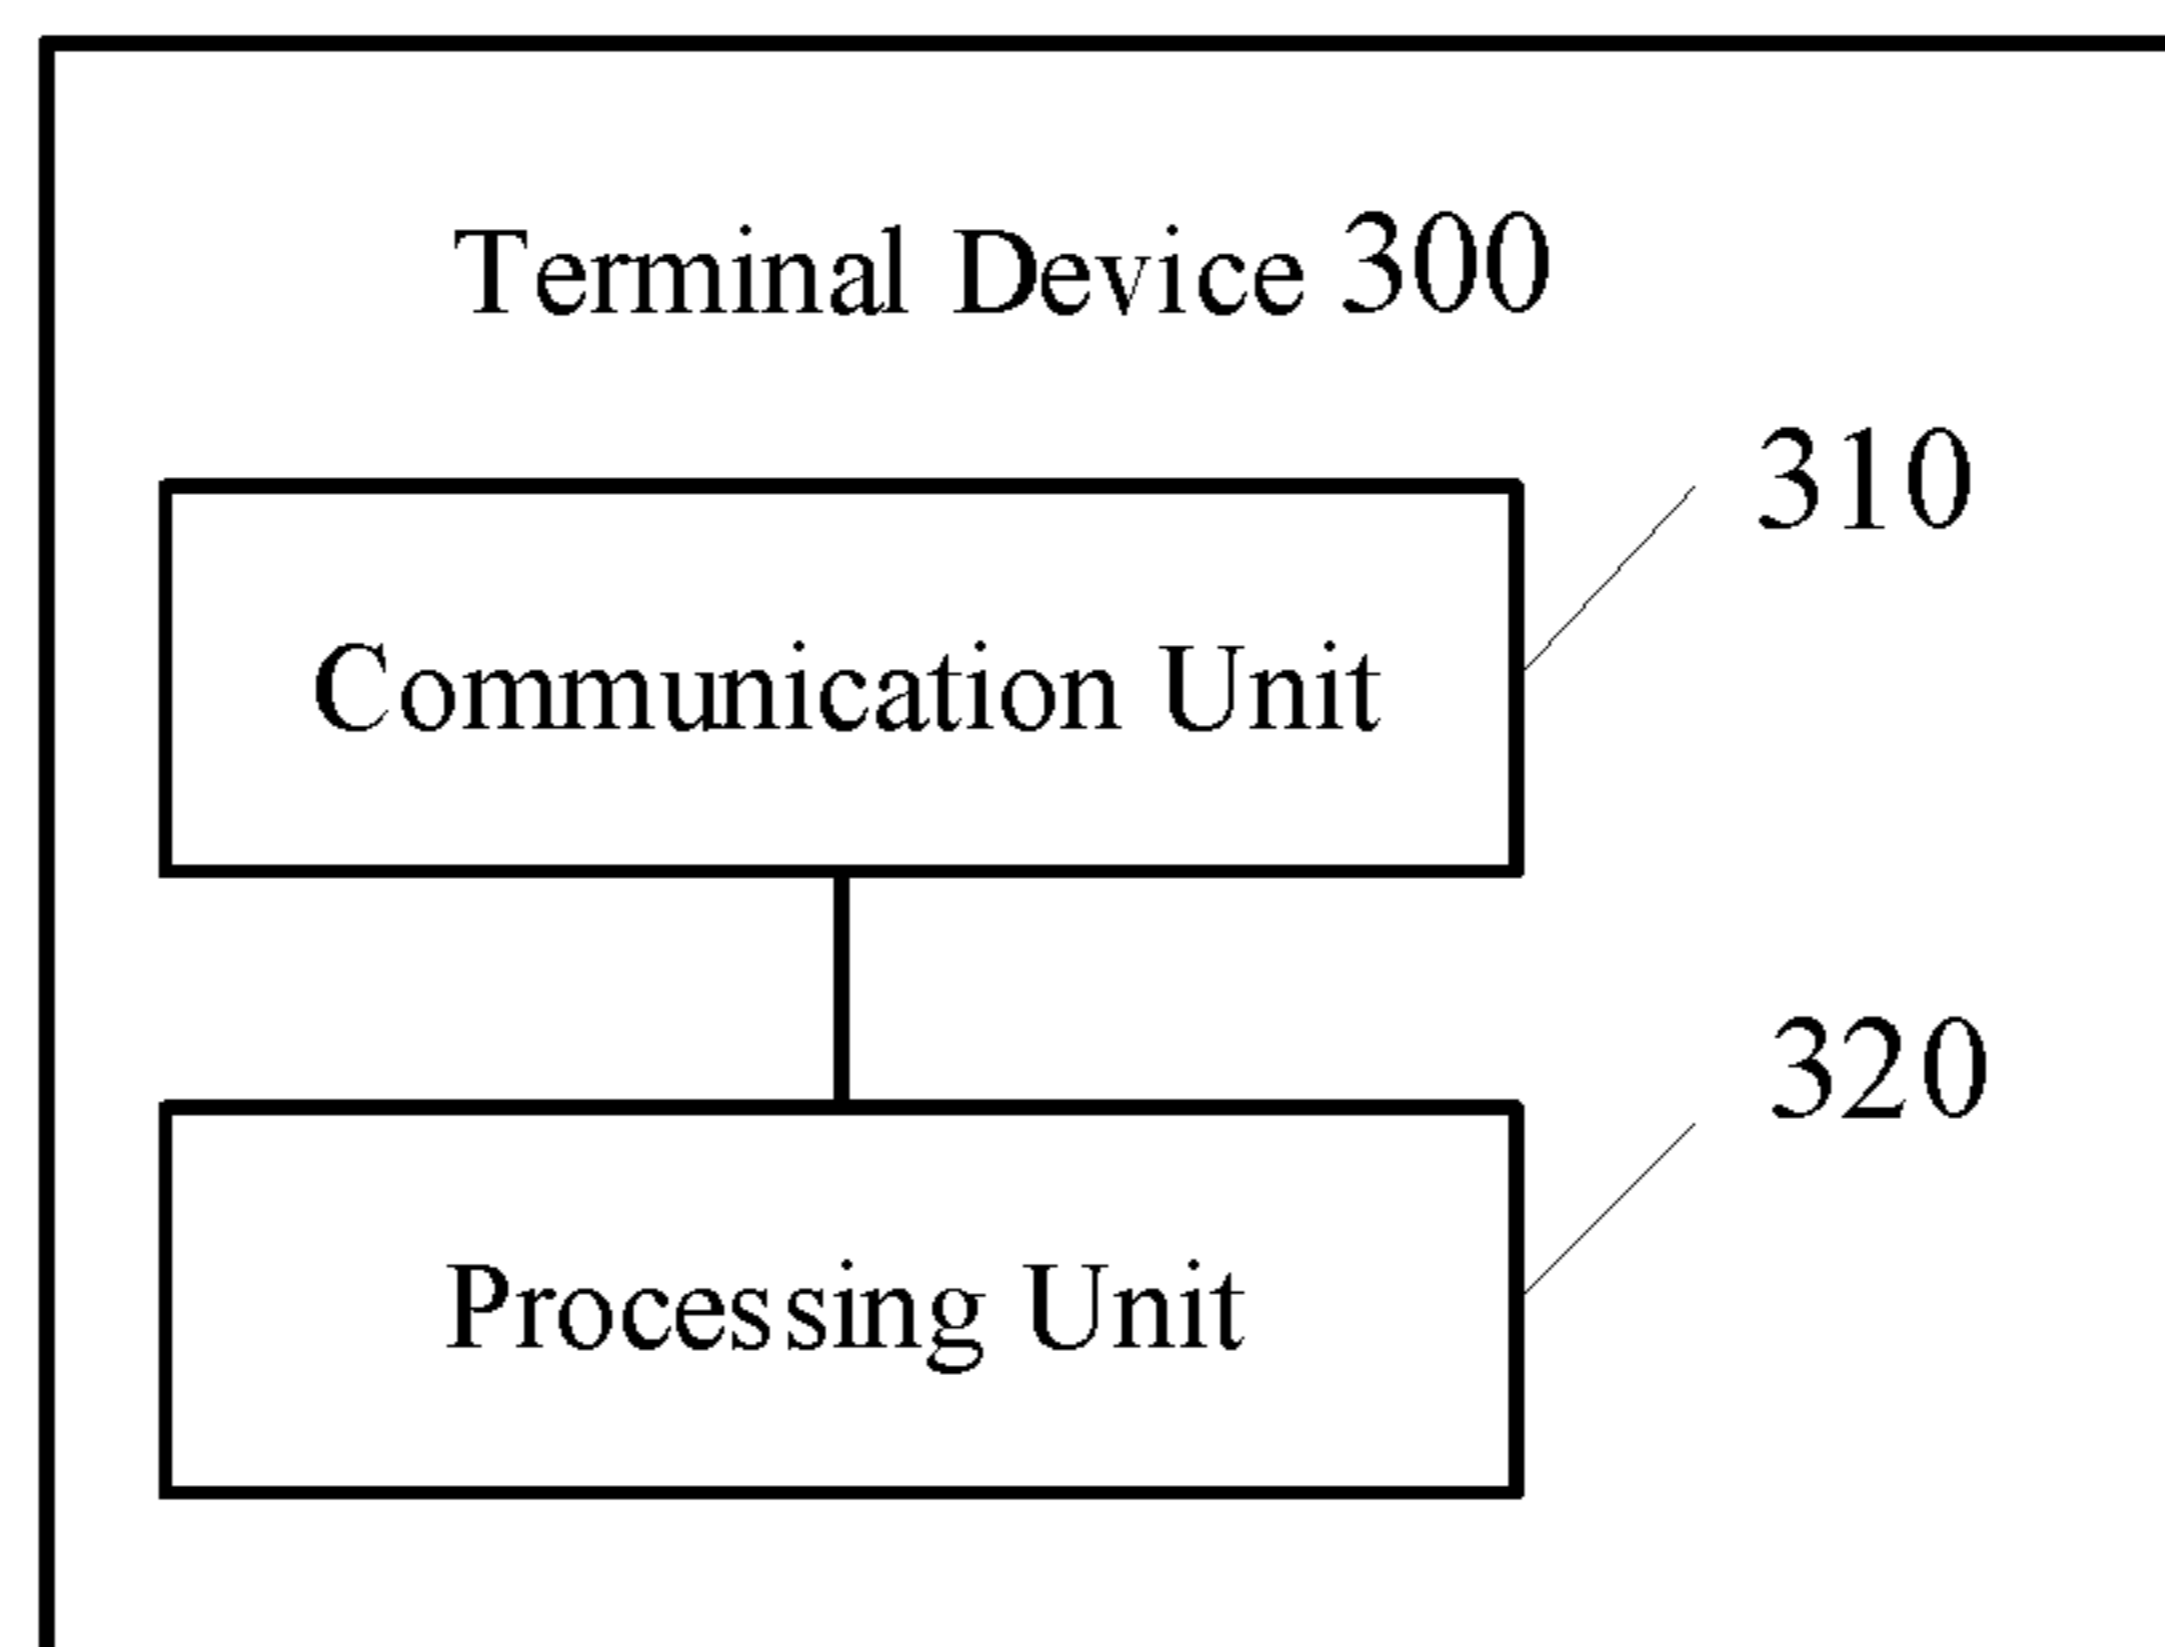 Terminal Device 300
310
Communication Unit
320
Processing Unit